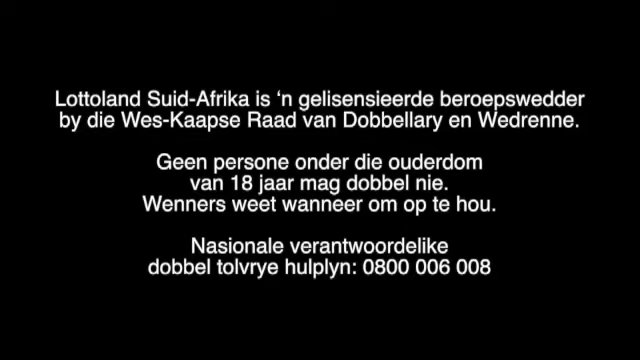 Lottoland Suid-Afrika is ‘n gelisensieerde beroepswedder
by die Wes-Kaapse Raad van Dobbellary en Wedrenne.
Geen persone onder die ouderdom
van 18 jaar mag dobbel nie.
Wenners weet wanneer om op te hou.
Nasionale verantwoordelike
dobbel tolvrye hulplyn: 0800 006 008